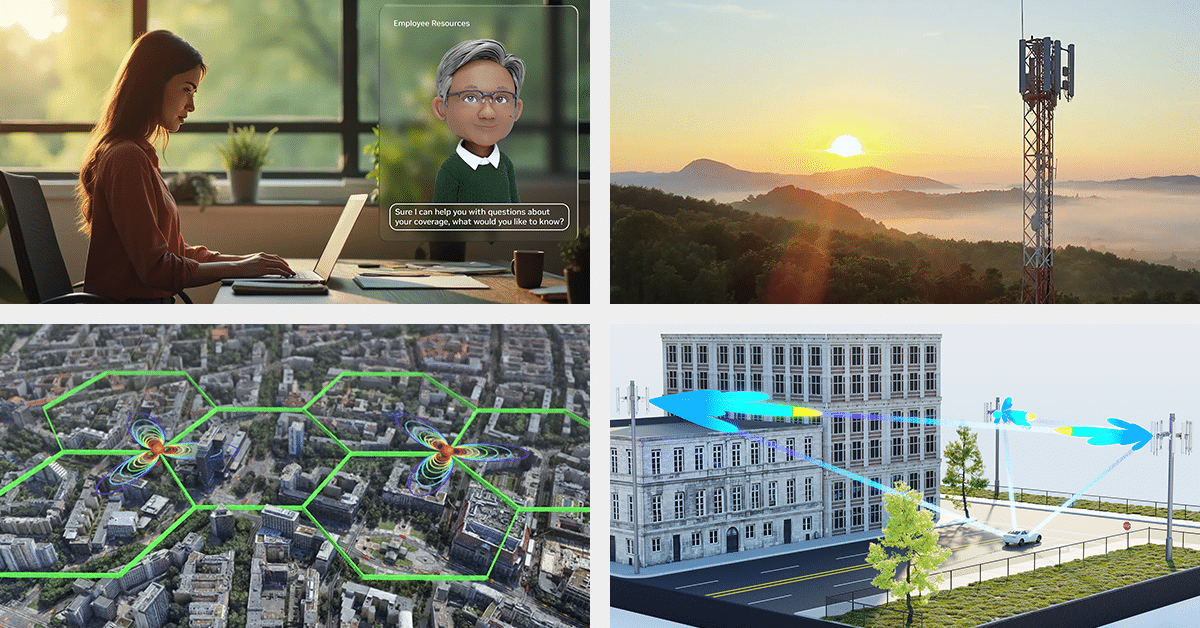 Employee Resources
Sure I can help you with questions about
your coverage, what would you like to know?